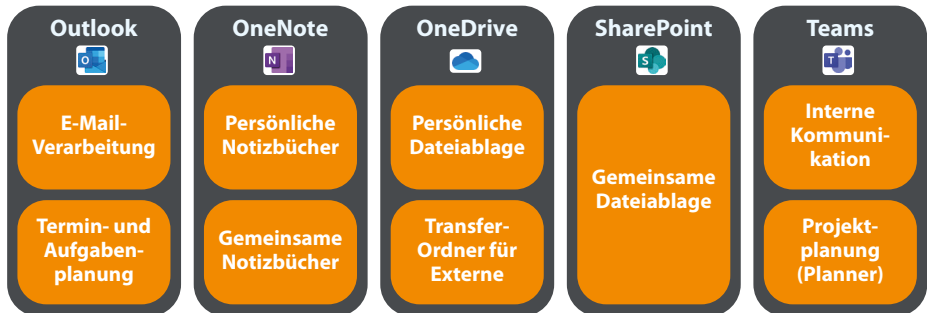 Outlook
O
E-Mail-
Verarbeitung
Termin- und
Aufgaben-
planung
OneNote
N
Persönliche
Notizbücher
Gemeinsame
Notizbücher
OneDrive
Persönliche
Dateiablage
Transfer-
Ordner für
Externe
SharePoint
S
Gemeinsame
Dateiablage
Teams
T
Interne
Kommuni-
kation
Projekt-
planung
(Planner)